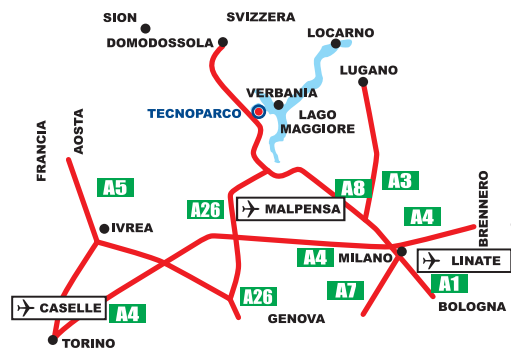 SION
SVIZZERA
DOMODOSSOLA
LOCARNO
LUGANO
VERBANIA
TECNOPARCO
LAGO
MAGGIORE
FRANCIA
AOSTA
A5
A26
MALPENSA
A8
A3
A4
BRENNERO
IVREA
A4
MILANO
LINATE
CASELLE
A4
A26
A7
A1
BOLOGNA
GENOVA
TORINO